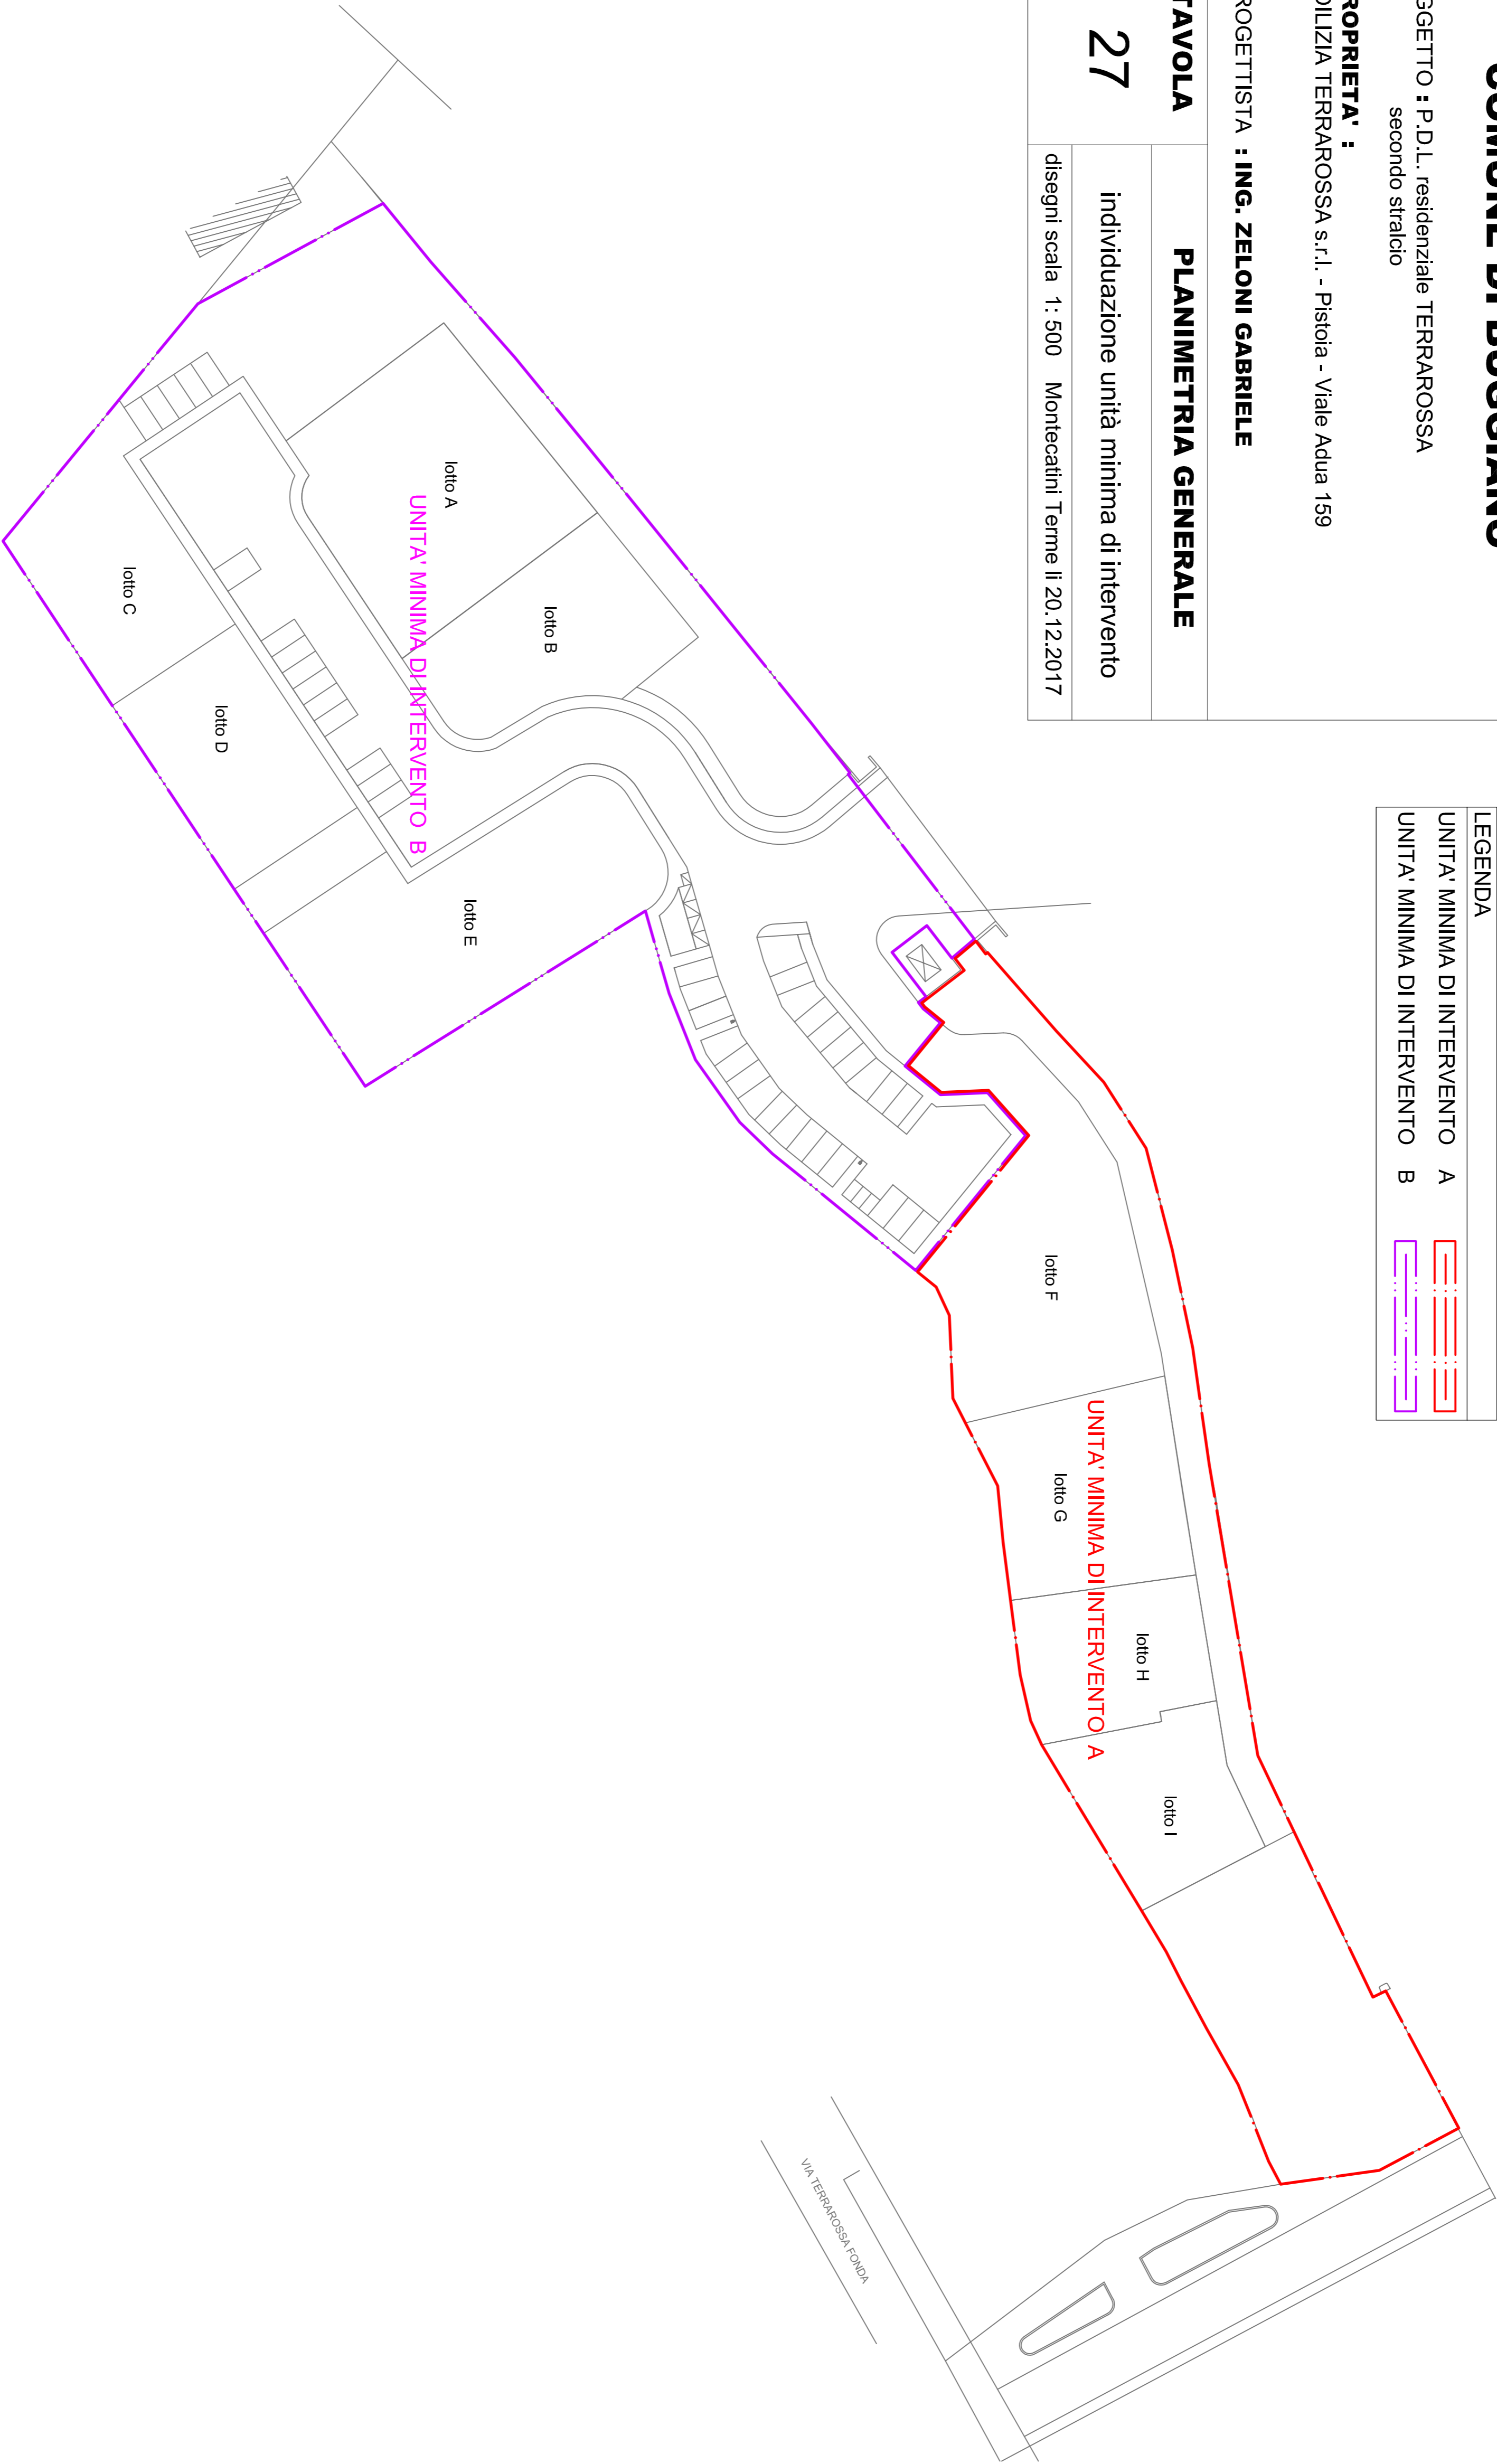 COMUNE DI BUGGIANO
GGETTO : P.D.L. residenziale TERRAROSSA
secondo stralcio
ROPRIETA' :
DILIZIA TERRAROSSA s.r.l. - Pistoia - Viale Adua 159
ROGETTISTA : ING. ZELONI GABRIELE
TAVOLA
27
PLANIMETRIA GENERALE
individuazione unità minima di intervento
disegni scala 1: 500 Montecatini Terme lì 20.12.2017
LEGENDA
UNITA' MINIMA DI INTERVENTO A
UNITA' MINIMA DI INTERVENTO B
lotto A
UNITA' MINIMA DI INTERVENTO B
lotto B
lotto C
lotto D
lotto E
lotto F
UNITA' MINIMA DI INTERVENTO A
lotto G
lotto H
lotto I
VIA TERRAROSSA FONDA